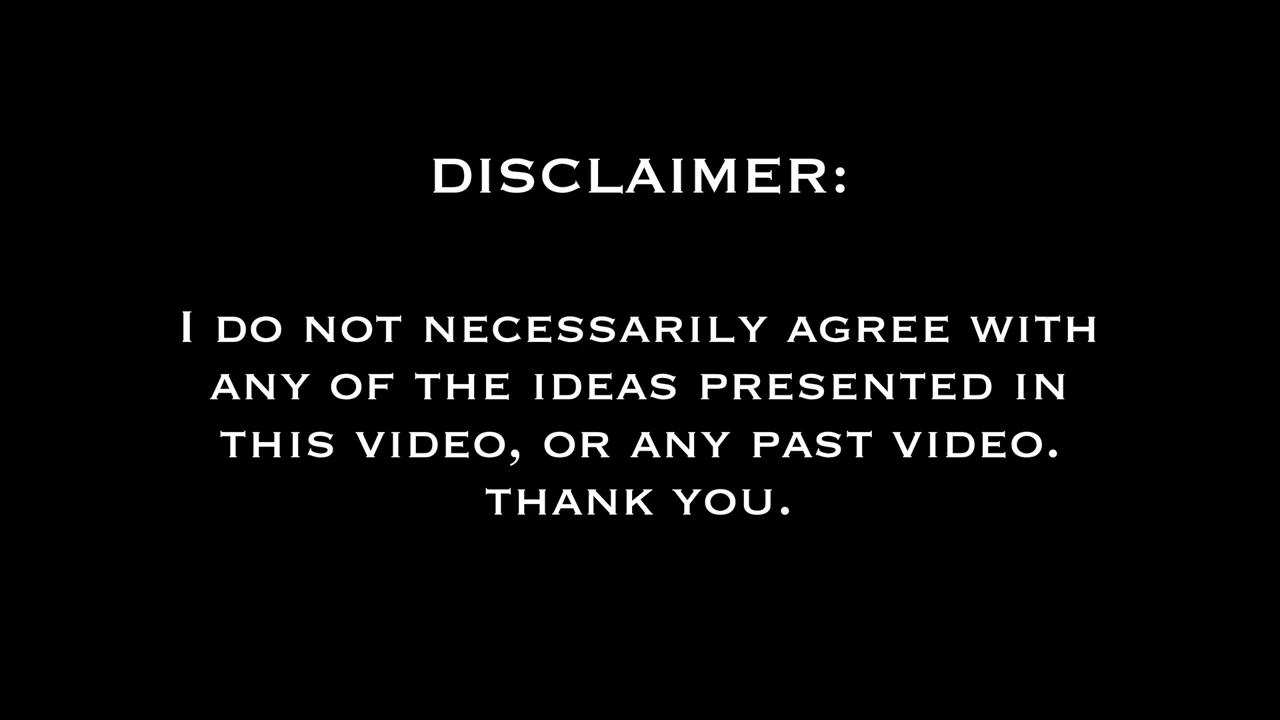 DISCLAIMER:
I DO NOT NECESSARILY AGREE WITH
ANY OF THE IDEAS PRESENTED IN
THIS VIDEO, OR ANY PAST VIDEO.
THANK YOU.